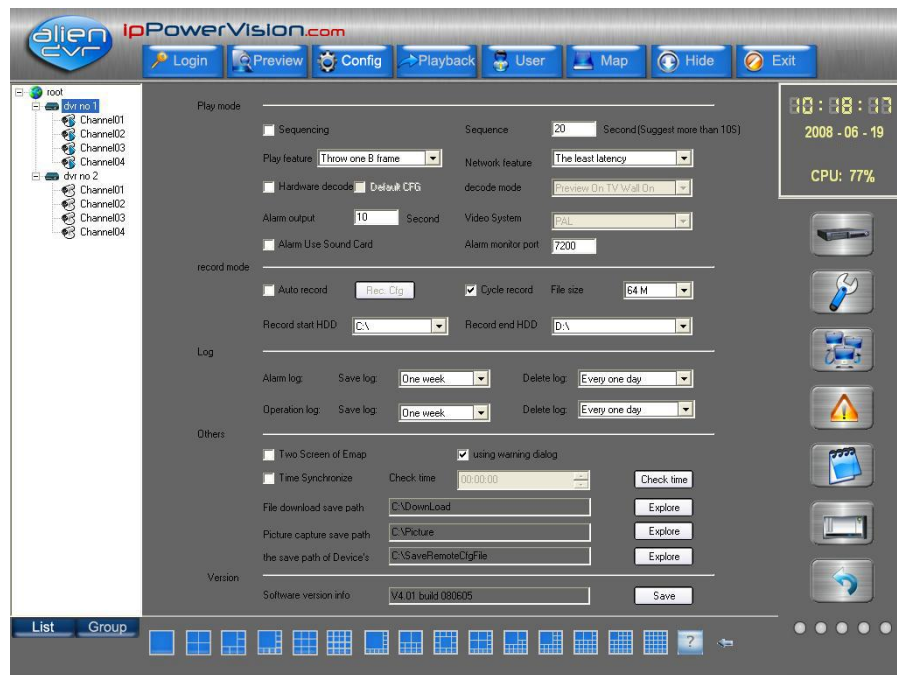 alien dvr
ipPowerVision.com
Login Preview Config Playback User Map Hide Exit
root
dvr no 1
Channel01
Channel02
Channel03
Channel04
dvr no 2
Channel01
Channel02
Channel03
Channel04
List Group
Play mode
Sequencing Sequence 20 Second(Suggest more than 10S)
Play feature Throw one B frame Network feature The least latency
Hardware decode Default CFG decode mode Preview On TV Wall On
Alarm output 10 Second Video System PAL
Alarm Use Sound Card Alarm monitor port 7200
record mode
Auto record Rec. Cfg Cycle record File size 64 M
Record start HDD C:\ Record end HDD D:\
Log
Alarm log: Save log: One week Delete log: Every one day
Operation log: Save log: One week Delete log: Every one day
Others
Two Screen of Emap using warning dialog
Time Synchronize Check time 00:00:00 Check time
File download save path C:\DownLoad Explore
Picture capture save path C:\Picture Explore
the save path of Device's C:\SaveRemoteCfgFile Explore
Version
Software version info V4.01 build 080605 Save
?
10:18:17
2008 - 06 - 19
CPU: 77%